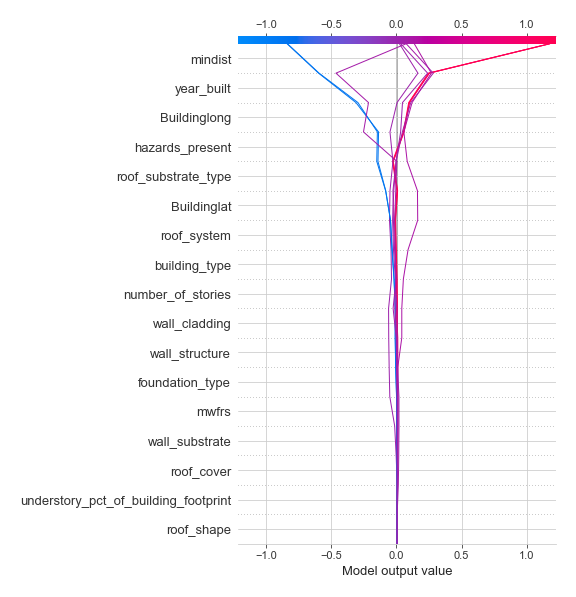 −1.0 −0.5 0.0 0.5 1.0
mindist
year_built
Buildinglong
hazards_present
roof_substrate_type
Buildinglat
roof_system
building_type
number_of_stories
wall_cladding
wall_structure
foundation_type
mwfrs
wall_substrate
roof_cover
understory_pct_of_building_footprint
roof_shape
−1.0 −0.5 0.0 0.5 1.0
Model output value